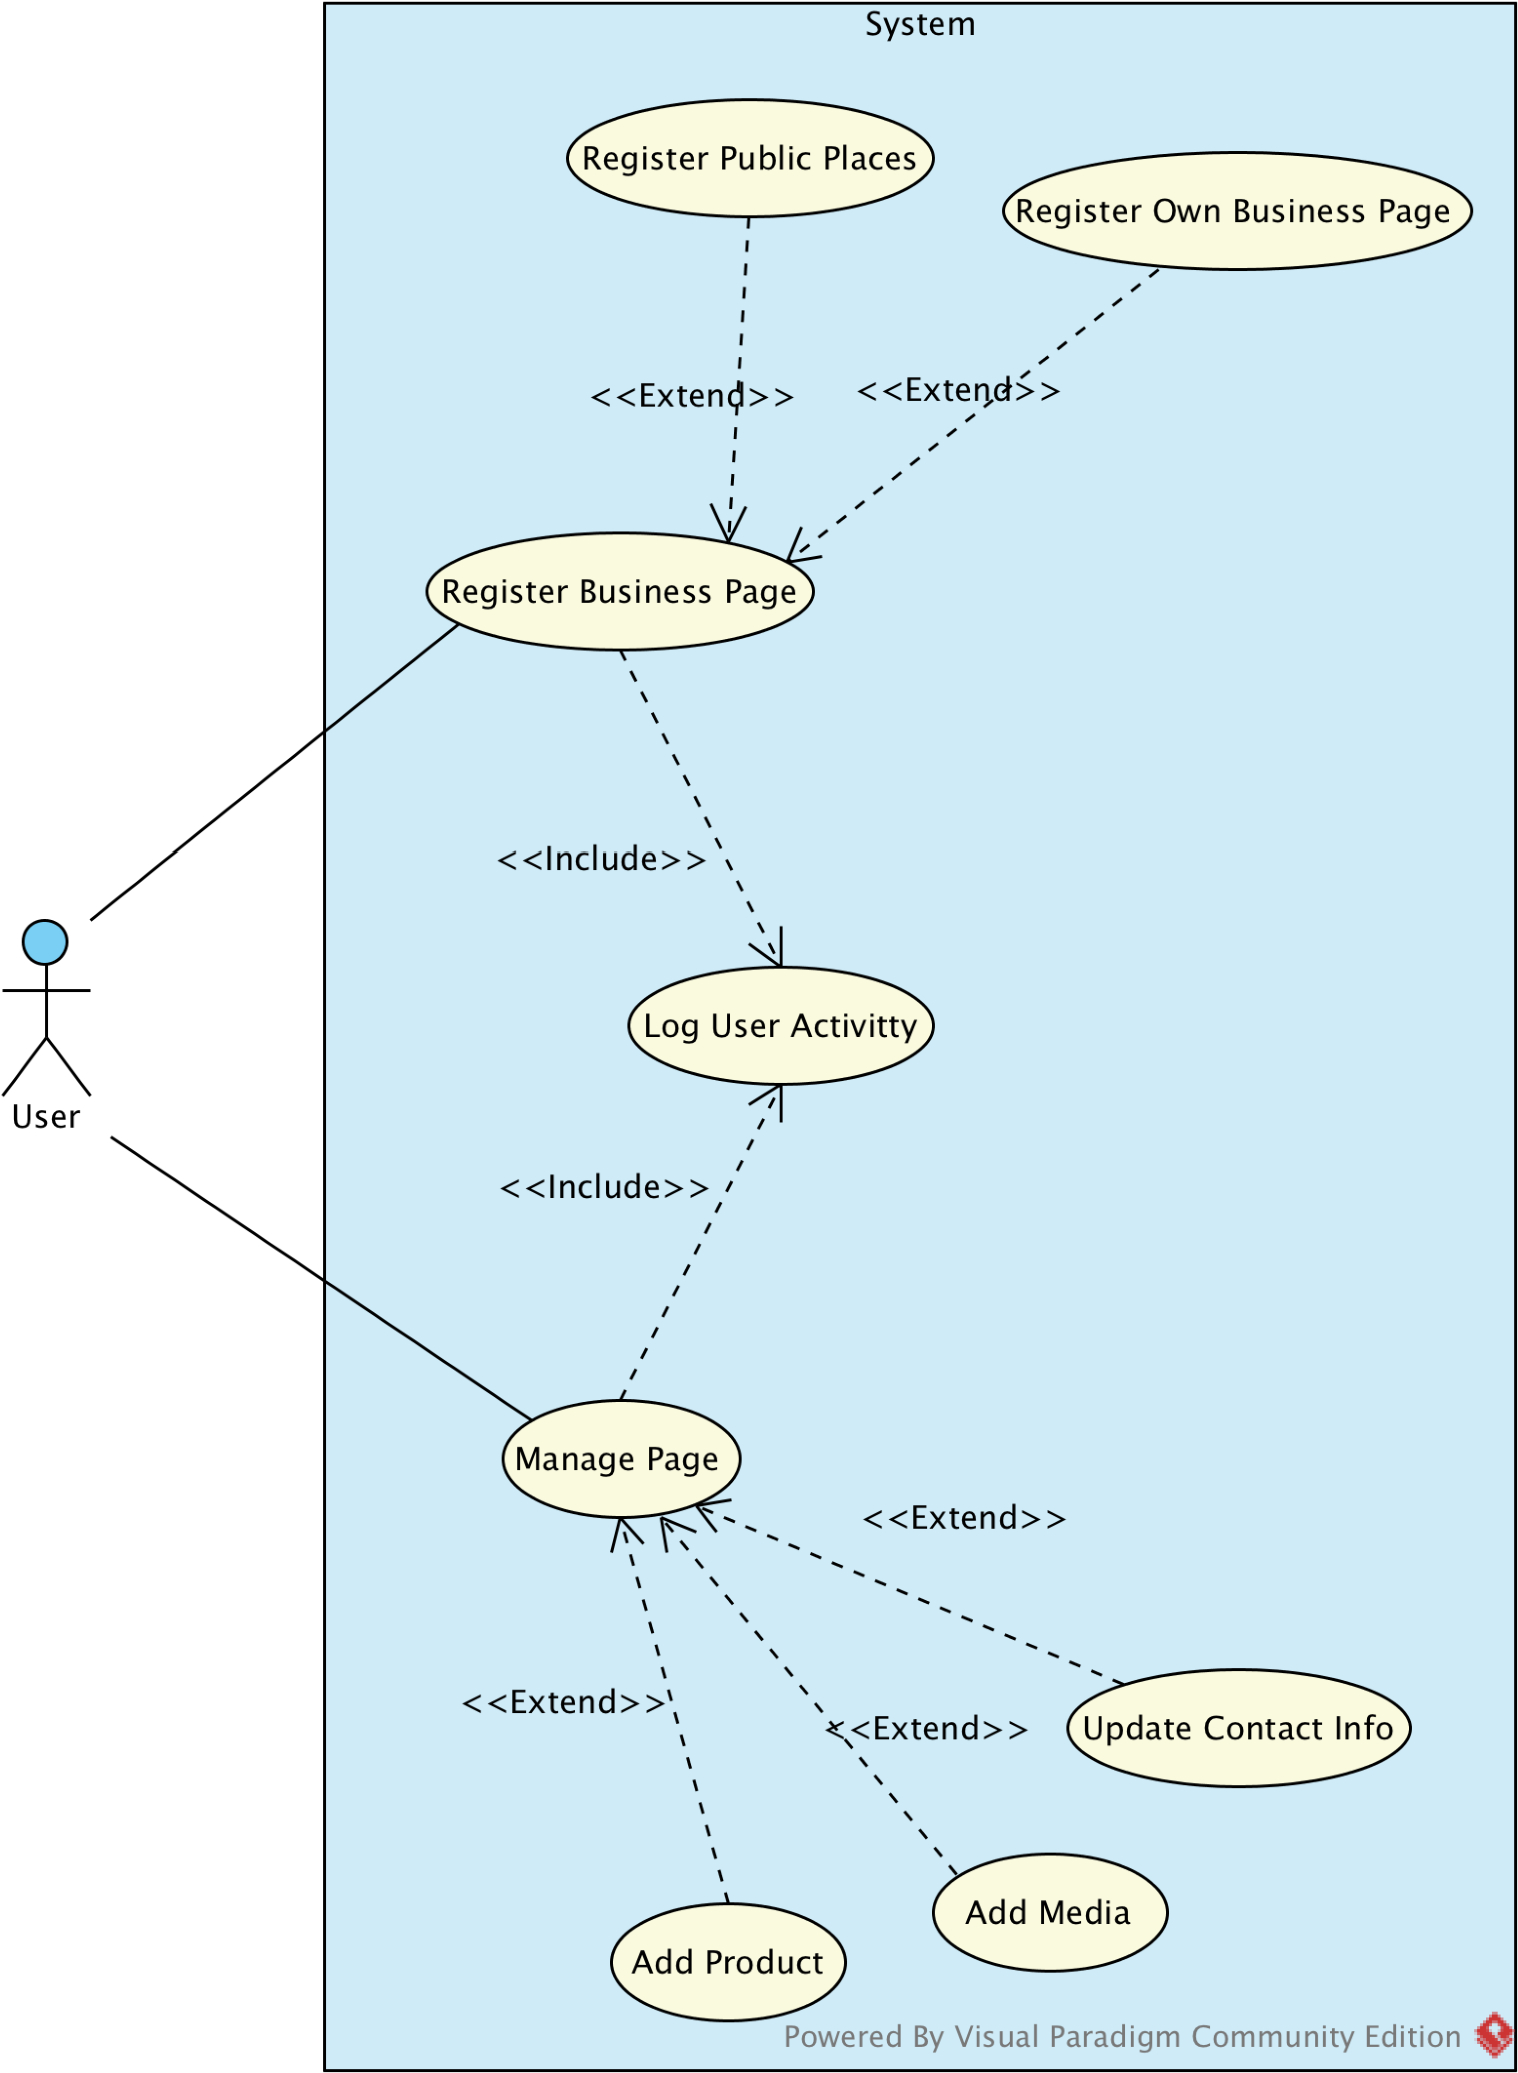 System
Register Public Places
Register Own Business Page
<<Extend>>
<<Extend>>
Register Business Page
<<Include>>
Log User Activitty
User
<<Include>>
Manage Page
<<Extend>>
<<Extend>>
<<Extend>>
Update Contact Info
Add Media
Add Product
Powered By Visual Paradigm Community Edition